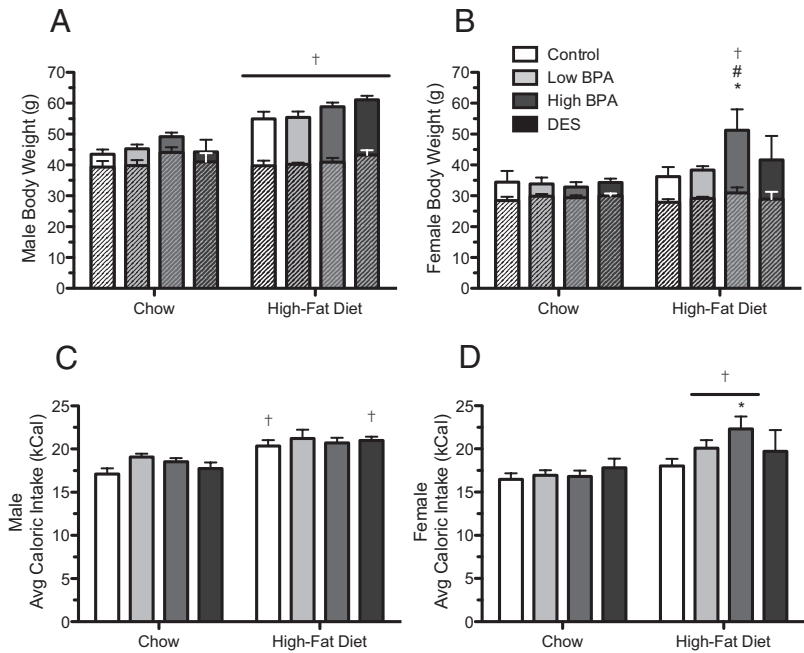 A
†
Male Body Weight (g)
70
60
50
40
30
20
10
0
Chow
High-Fat Diet
B
Control
Low BPA
High BPA
DES
†
#
*
Female Body Weight (g)
70
60
50
40
30
20
10
0
Chow
High-Fat Diet
C
Male
Avg Caloric Intake (kCal)
25
20
15
10
5
0
†
†
Chow
High-Fat Diet
D
Female
Avg Caloric Intake (kCal)
25
20
15
10
5
0
†
*
Chow
High-Fat Diet